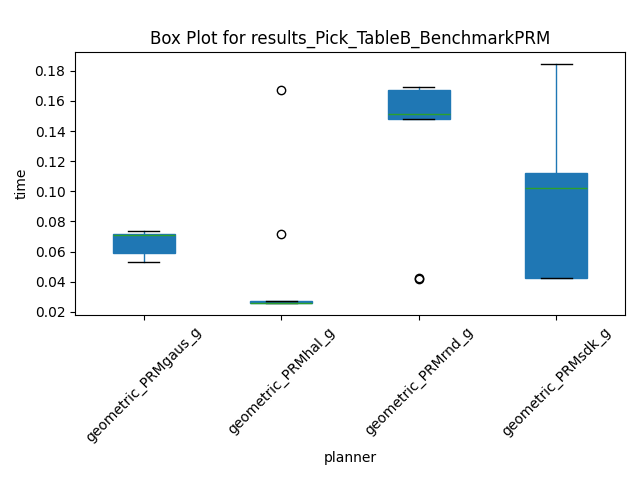 Box Plot for results_Pick_TableB_BenchmarkPRM
time
0.18
0.16
0.14
0.12
0.10
0.08
0.06
0.04
0.02
geometric_PRMgaus_g
geometric_PRMhal_g
geometric_PRMrnd_g
geometric_PRMsdk_g
planner